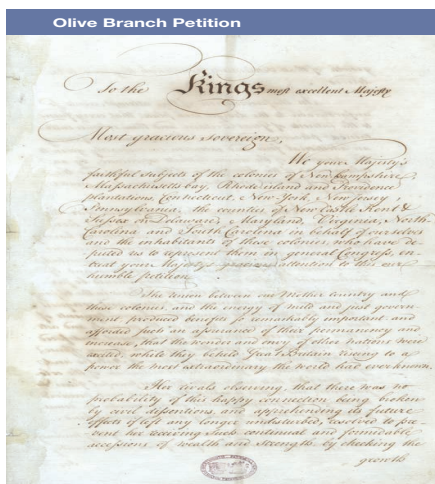 Olive Branch Petition
To the Kings most excellent Majesty
Most gracious Sovereign,
We your Majesty's
faithful subjects of the colonies of New Hampshire
Massachusetts bay, Rhode island and Providence
plantations, Connecticut, New-York, New Jersey
Pensylvania, the counties of New Castle Kent &
Sussex on Delaware, Maryland, Virginia, North
Carolina and South Carolina in behalf of ourselves
and the inhabitants of these colonies, who have de-
puted us to represent them in general Congress, en-
treat your Majesty's gracious attention to this our
humble petition.
The union between our Mother Country and
these colonies, and the energy of mild and just govern-
ment, produced benefits so remarkably important and
afforded such an assurance of their permanency and
increase, that the wonder and envy of other nations were
excited, while they beheld Great Britain rising to a
power the most extraordinary the world had ever known.
Her rivals observing, that there was no
probability of this happy connection being broken
by civil dissentions, and apprehending its future
effects if left any longer undisturbed, resolved to pre-
vent her receiving such continual and formidable
accessions of wealth and strength, by checking the
growth